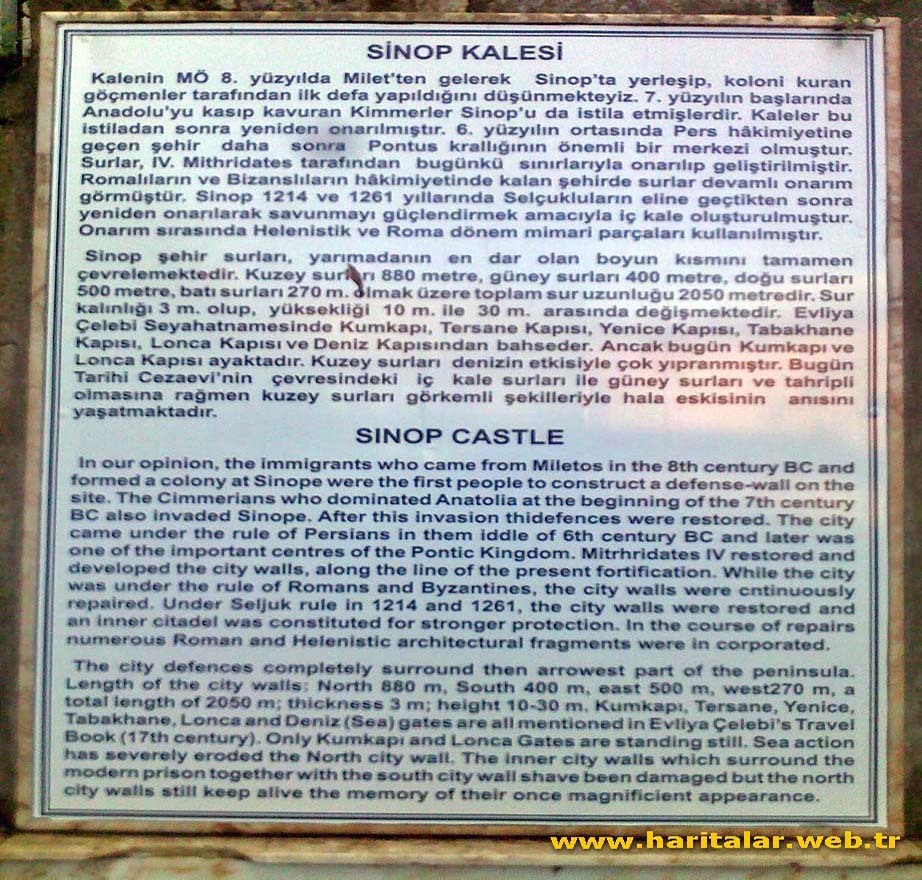 SİNOP KALESİ
Kalenin MÖ 8. yüzyılda Milet'ten gelerek Sinop'ta yerleşip, koloni kuran
göçmenler tarafından ilk defa yapıldığını düşünmekteyiz. 7. yüzyılın başlarında
Anadolu'yu kasıp kavuran Kimmerler Sinop'u da istila etmişlerdir. Kaleler bu
istiladan sonra yeniden onarılmıştır. 6. yüzyılın ortasında Pers hâkimiyetine
geçen şehir daha sonra Pontus krallığının önemli bir merkezi olmuştur.
Surlar, IV. Mithridates tarafından bugünkü sınırlarıyla onarılıp geliştirilmiştir.
Romalıların ve Bizanslıların hâkimiyetinde kalan şehirde surlar devamlı onarım
görmüştür. Sinop 1214 ve 1261 yıllarında Selçukluların eline geçtikten sonra
yeniden onarılarak savunmayı güçlendirmek amacıyla iç kale oluşturulmuştur.
Onarım sırasında Helenistik ve Roma dönem mimari parçaları kullanılmıştır.
Sinop şehir surları, yarımadanın en dar olan boyun kısmını tamamen
çevrelemektedir. Kuzey surları 880 metre, güney surları 400 metre, doğu surları
500 metre, batı surları 270 m. olmak üzere toplam sur uzunluğu 2050 metredir. Sur
kalınlığı 3 m. olup, yüksekliği 10 m. ile 30 m. arasında değişmektedir. Evliya
Çelebi Seyahatnamesinde Kumkapı, Tersane Kapısı, Yenice Kapısı, Tabakhane
Kapısı, Lonca Kapısı ve Deniz Kapısından bahseder. Ancak bugün Kumkapı ve
Lonca Kapısı ayaktadır. Kuzey surları denizin etkisiyle çok yıpranmıştır. Bugün
Tarihi Cezaevi'nin çevresindeki iç kale surları ile güney surları ve tahripli
olmasına rağmen kuzey surları görkemli şekilleriyle hala eskisinin anısını
yaşatmaktadır.
SINOP CASTLE
In our opinion, the immigrants who came from Miletos in the 8th century BC and
formed a colony at Sinope were the first people to construct a defense-wall on the
site. The Cimmerians who dominated Anatolia at the beginning of the 7th century
BC also invaded Sinope. After this invasion thidefences were restored. The city
came under the rule of Persians in them iddle of 6th century BC and later was
one of the important centres of the Pontic Kingdom. Mitrhridates IV restored and
developed the city walls, along the line of the present fortification. While the city
was under the rule of Romans and Byzantines, the city walls were cntinuously
repaired. Under Seljuk rule in 1214 and 1261, the city walls were restored and
an inner citadel was constituted for stronger protection. In the course of repairs
numerous Roman and Helenistic architectural fragments were in corporated.
The city defences completely surround then arrowest part of the peninsula.
Length of the city walls: North 880 m, South 400 m, east 500 m, west270 m, a
total length of 2050 m; thickness 3 m; height 10-30 m. Kumkapı, Tersane, Yenice,
Tabakhane, Lonca and Deniz (Sea) gates are all mentioned in Evliya Çelebi's Travel
Book (17th century). Only Kumkapı and Lonca Gates are standing still. Sea action
has severely eroded the North city wall. The inner city walls which surround the
modern prison together with the south city wall shave been damaged but the north
city walls still keep alive the memory of their once magnificient appearance.
www.haritalar.web.tr